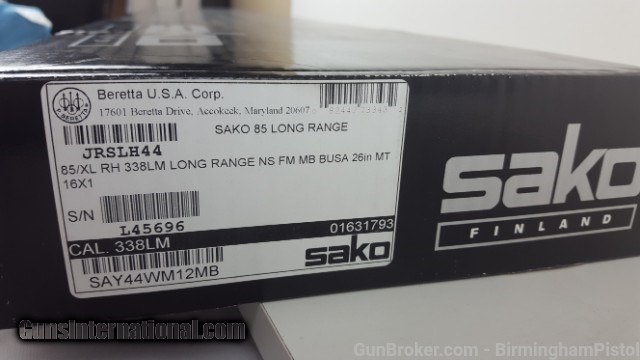 Beretta U.S.A. Corp.
17601 Beretta Drive, Accokeek, Maryland 20607
BERETTA
SAKO 85 LONG RANGE
JRSLH44
85/XL RH 338LM LONG RANGE NS FM MB BUSA 26in MT
16X1
S/N
L45696
01631793
CAL. 338LM
sako
SAY44WM12MB
sako
FINLAND
GunsInternational.com
GunBroker.com - BirminghamPistol